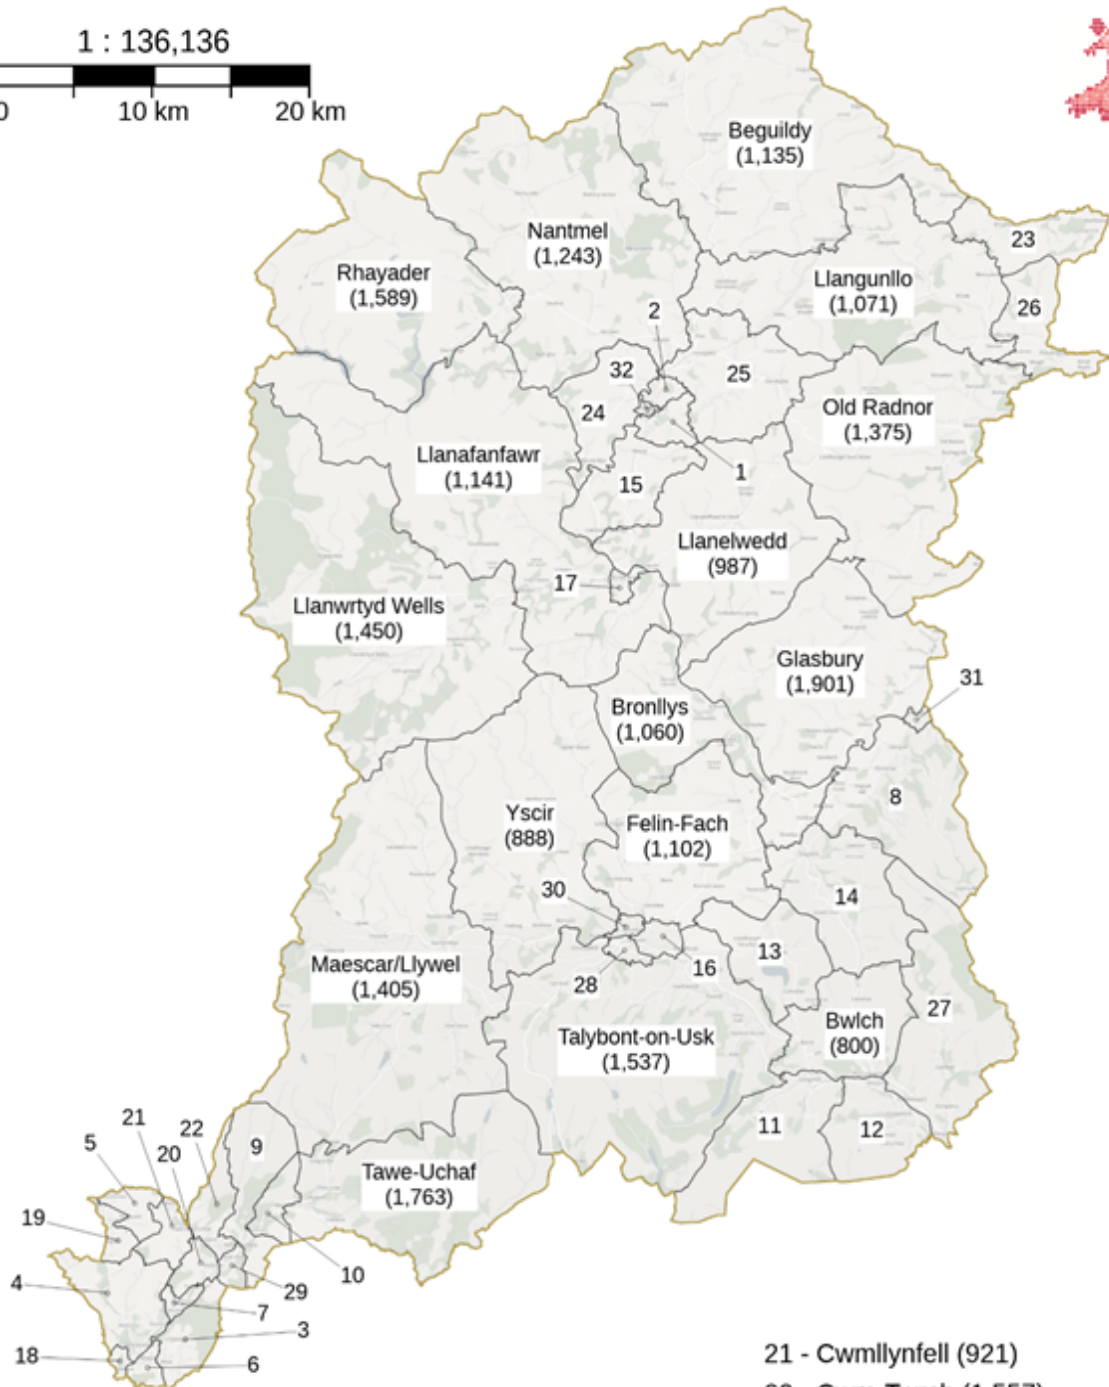 1 : 136,136
0
10 km
20 km
Beguildy
(1,135)
Nantmel
(1,243)
23
Rhayader
(1,589)
Llangunllo
(1,071)
26
2
32
25
24
Old Radnor
(1,375)
Llanafanfawr
(1,141)
1
15
Llanelwedd
(987)
17
Llanwrtyd Wells
(1,450)
Glasbury
(1,901)
31
Bronllys
(1,060)
8
Yscir
(888)
Felin-Fach
(1,102)
30
14
13
16
28
Maescar/Llywel
(1,405)
27
Bwlch
(800)
Talybont-on-Usk
(1,537)
21
22
5
20
9
11
12
Tawe-Uchaf
(1,763)
19
10
4
29
7
3
18
6
21 - Cwmllynfell (921)